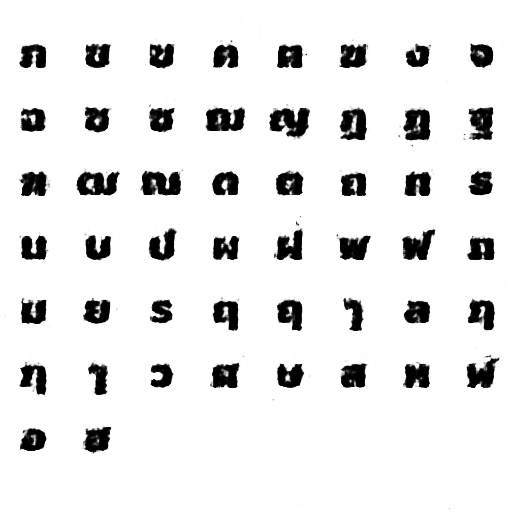 ก ข ฃ ค ฅ ฆ ง จ
ฉ ช ซ ฌ ญ ฎ ฏ ฐ
ฑ ฒ ณ ด ต ถ ท ธ
น บ ป ผ ฝ พ ฟ ภ
ม ย ร ฤ ฤ ๅ ล ฦ
ฦ ๅ ว ศ ษ ส ห ฬ
อ ฮ